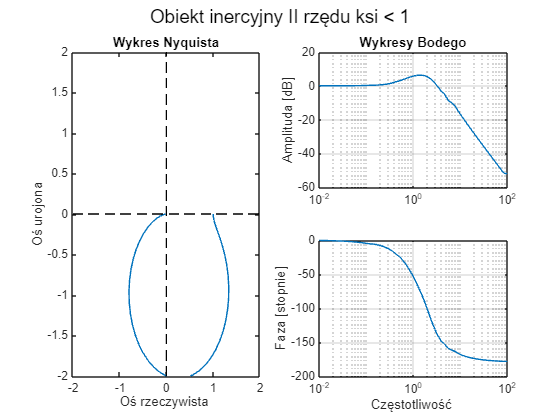 Obiekt inercyjny II rzędu ksi < 1
Wykres Nyquista
2
1.5
1
0.5
0
-0.5
-1
-1.5
-2
-2 -1 0 1 2
Oś urojona
Oś rzeczywista
Wykresy Bodego
20
0
-20
-40
-60
10-2 100 102
Amplituda [dB]
0
-50
-100
-150
-200
10-2 100 102
Faza [stopnie]
Częstotliwość